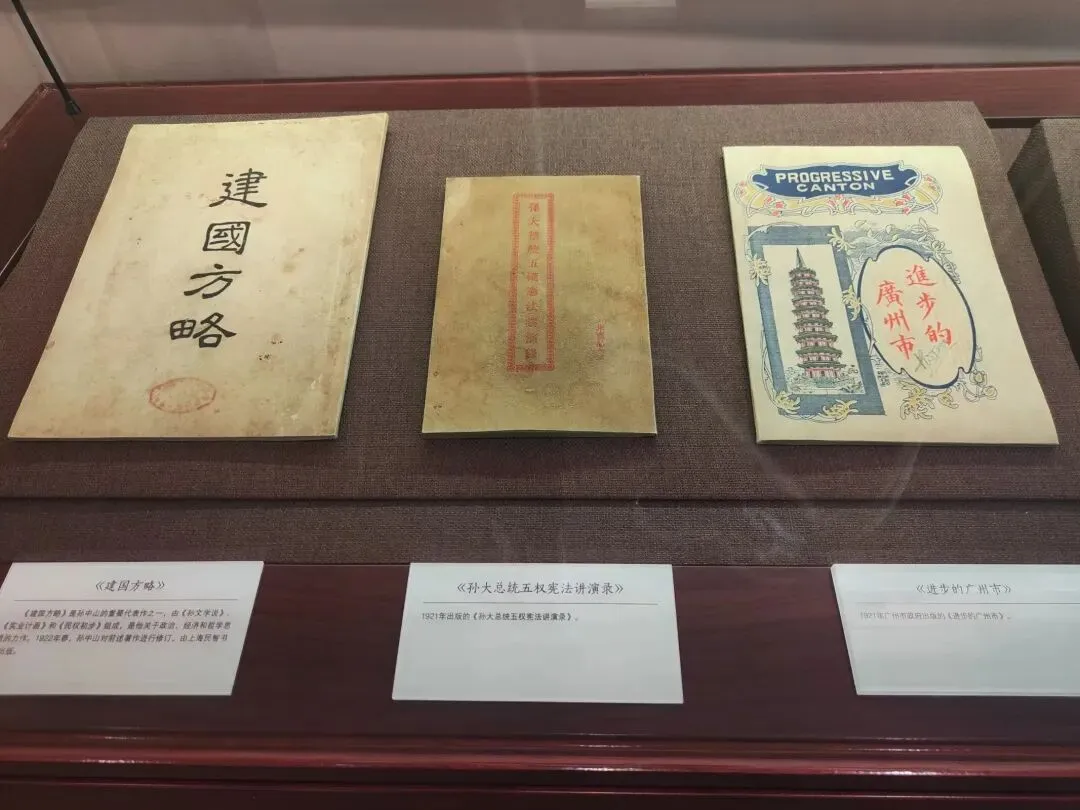 建國方略
孫大總統五權憲法講演錄
PROGRESSIVE
CANTON
進步的
廣州市
《建国方略》
《建国方略》是孙中山的重要代表作之一，由《孙文学说》、
《实业计画》和《民权初步》组成，是他关于政治、经济和哲学思
想的力作。1922年春，孙中山对前述著作进行修订，由上海民智书
出版。
《孙大总统五权宪法讲演录》
1921年出版的《孙大总统五权宪法讲演录》。
《进步的广州市》
1921年广州市政府出版的《进步的广州市》。